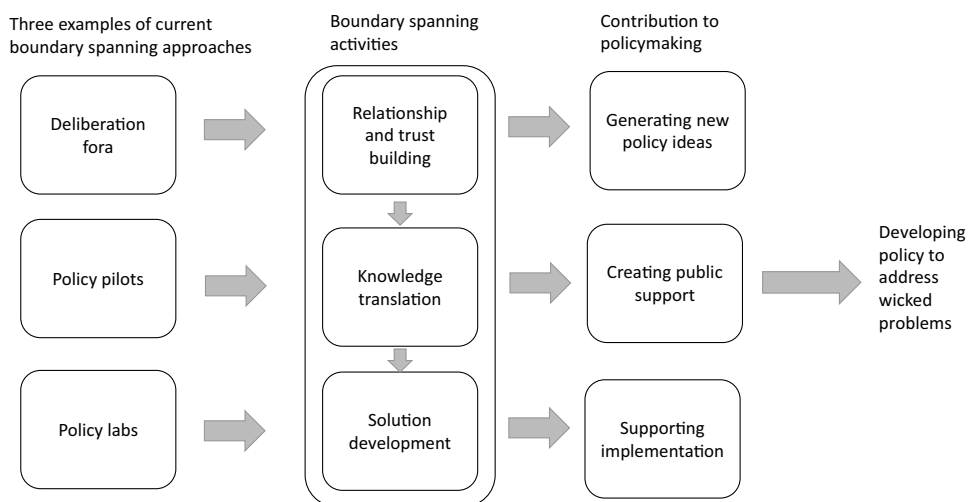 Three examples of current
boundary spanning approaches
Boundary spanning
activities
Contribution to
policymaking
Deliberation
fora
Relationship
and trust
building
Generating new
policy ideas
Policy pilots
Knowledge
translation
Creating public
support
Developing
policy to
address
wicked
problems
Policy labs
Solution
development
Supporting
implementation